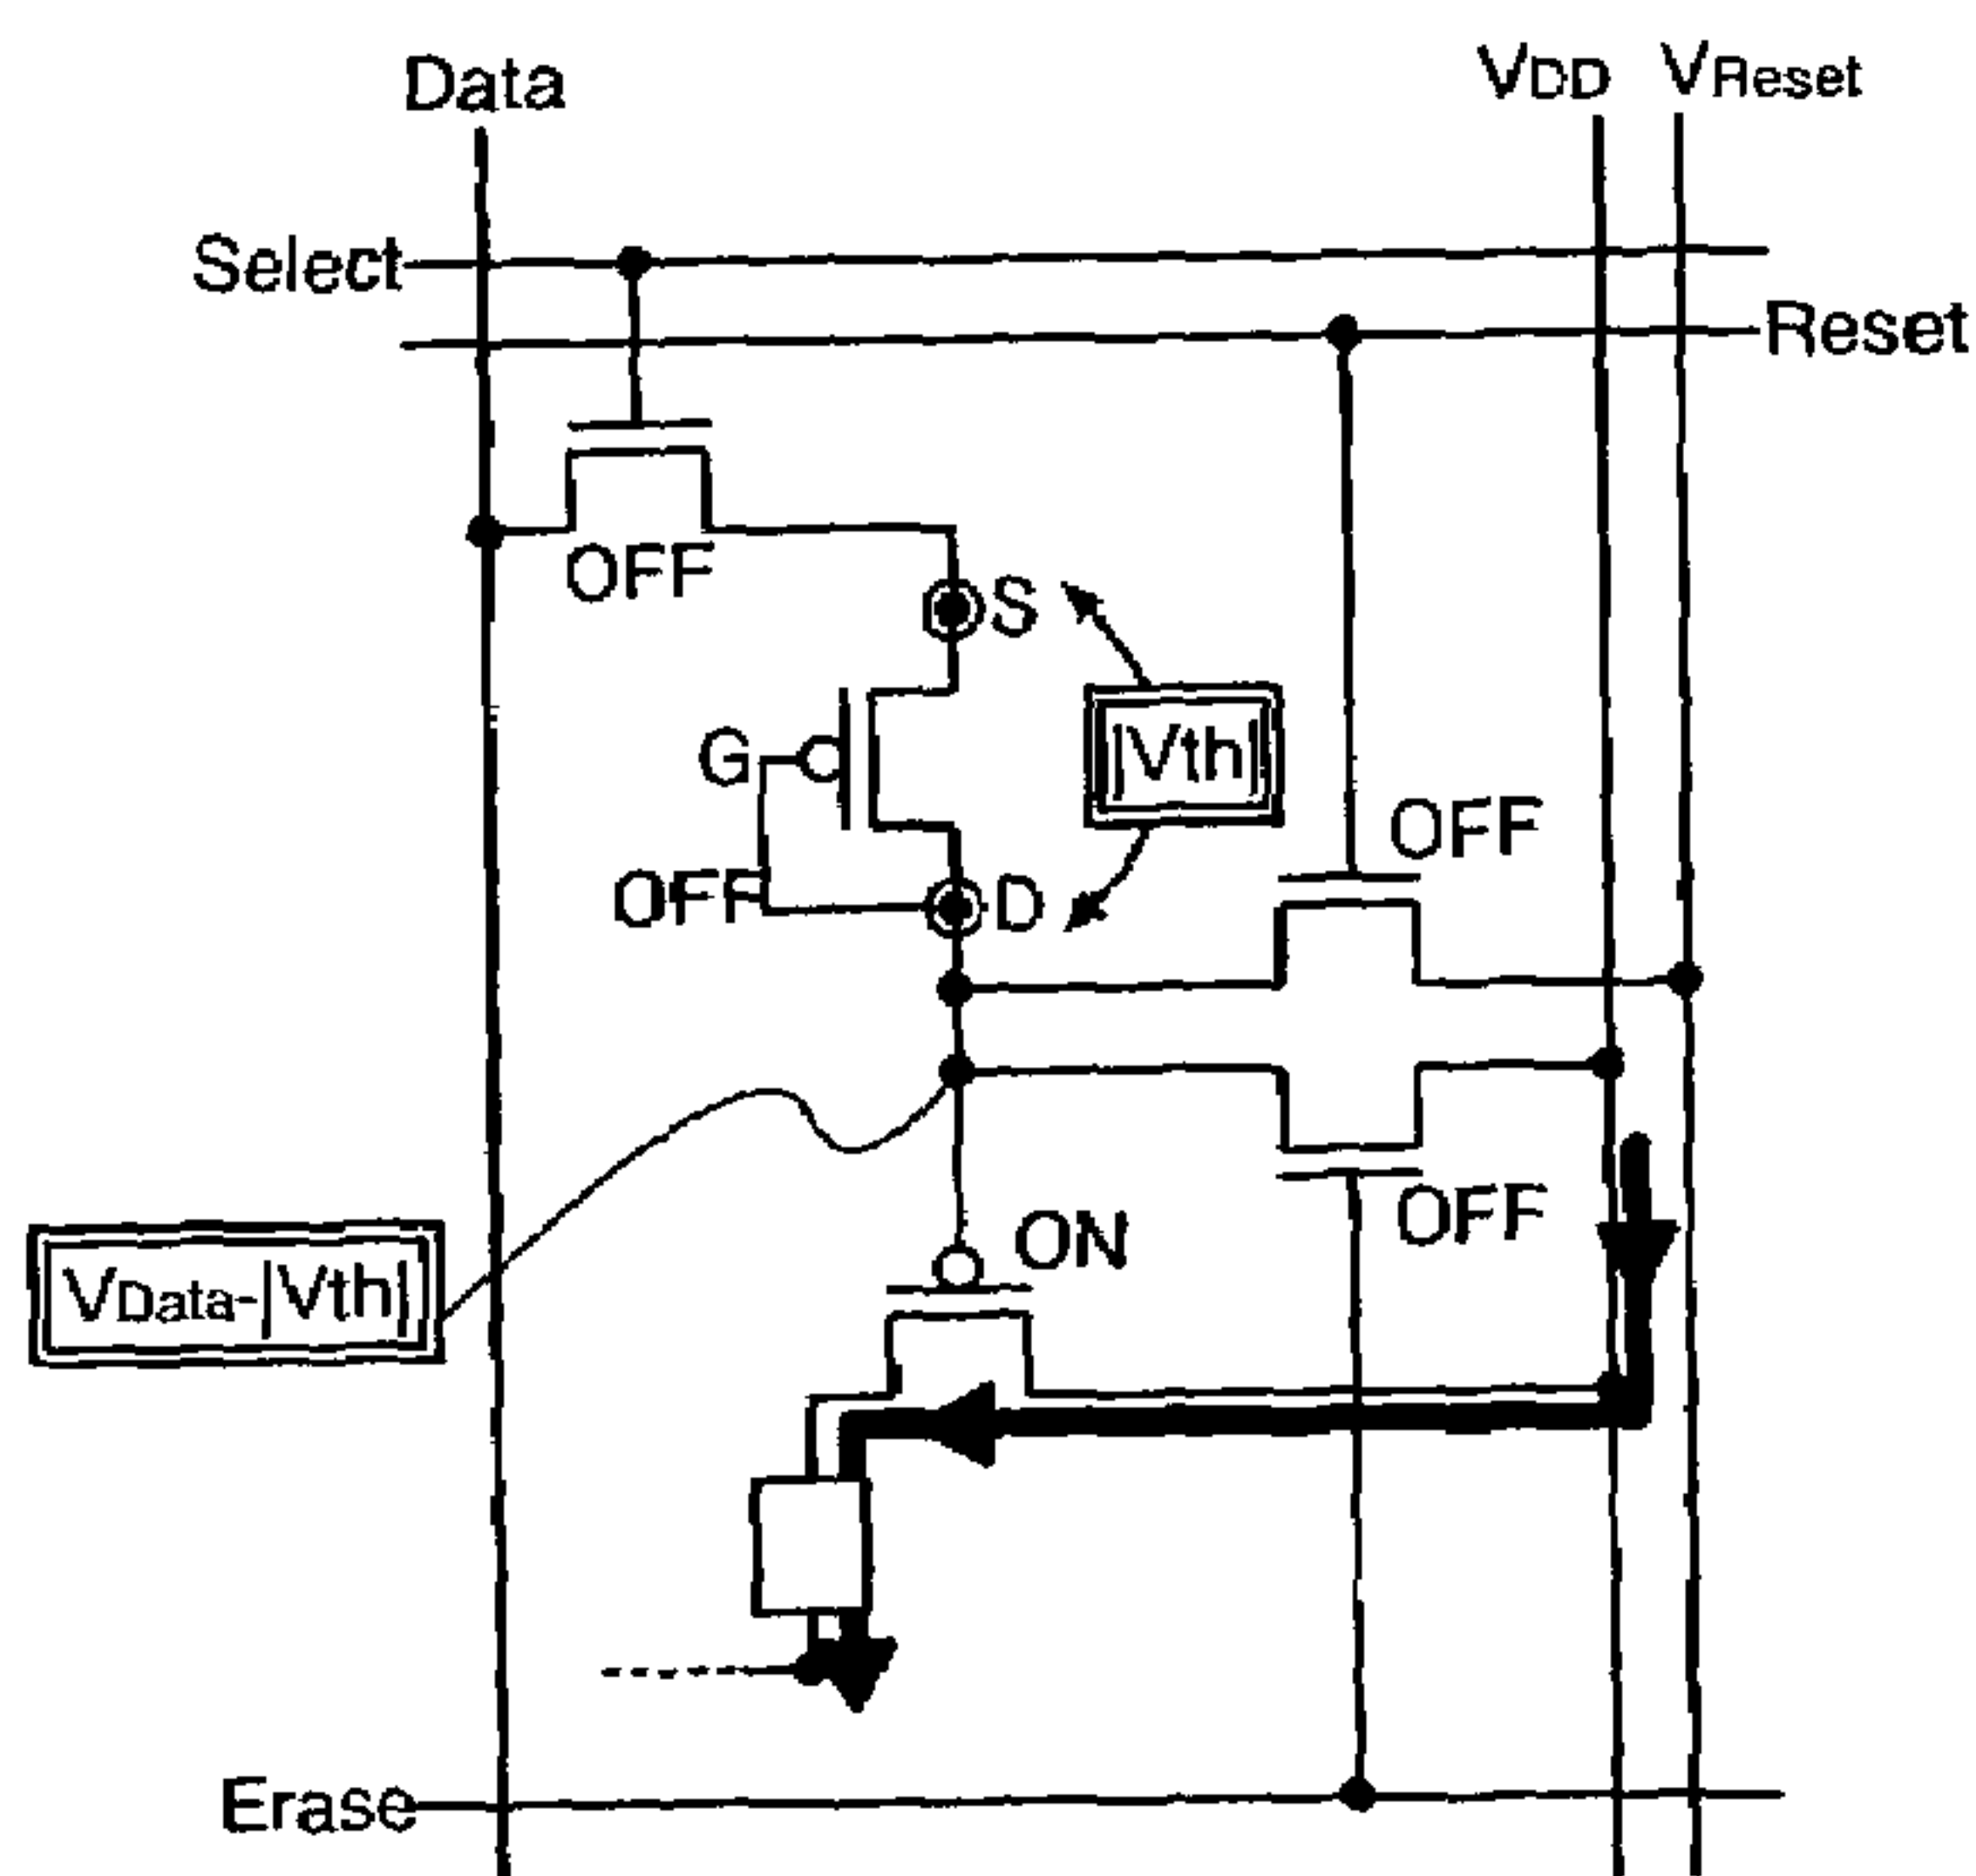 Data
VDD
VReset
Select
Reset
OFF
S
G
|Vth|
OFF
OFF
D
ON
OFF
VData-|Vth|
Erase